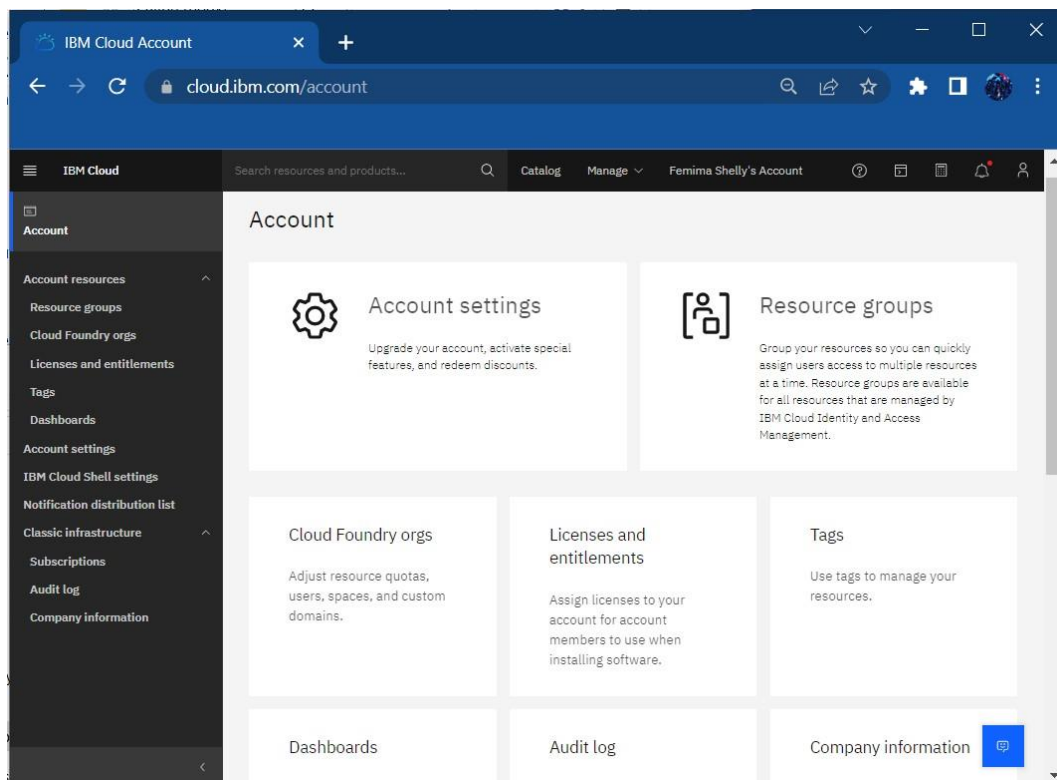 IBM Cloud Account
cloud.ibm.com/account
IBM Cloud
Search resources and products...
Catalog
Manage
Femima Shelly's Account
Account
Account resources
Resource groups
Cloud Foundry orgs
Licenses and entitlements
Tags
Dashboards
Account settings
IBM Cloud Shell settings
Notification distribution list
Classic infrastructure
Subscriptions
Audit log
Company information
Account
Account settings
Upgrade your account, activate special
features, and redeem discounts.
Resource groups
Group your resources so you can quickly
assign users access to multiple resources
at a time. Resource groups are available
for all resources that are managed by
IBM Cloud Identity and Access
Management.
Cloud Foundry orgs
Adjust resource quotas,
users, spaces, and custom
domains.
Licenses and
entitlements
Assign licenses to your
account for account
members to use when
installing software.
Tags
Use tags to manage your
resources.
Dashboards
Audit log
Company information